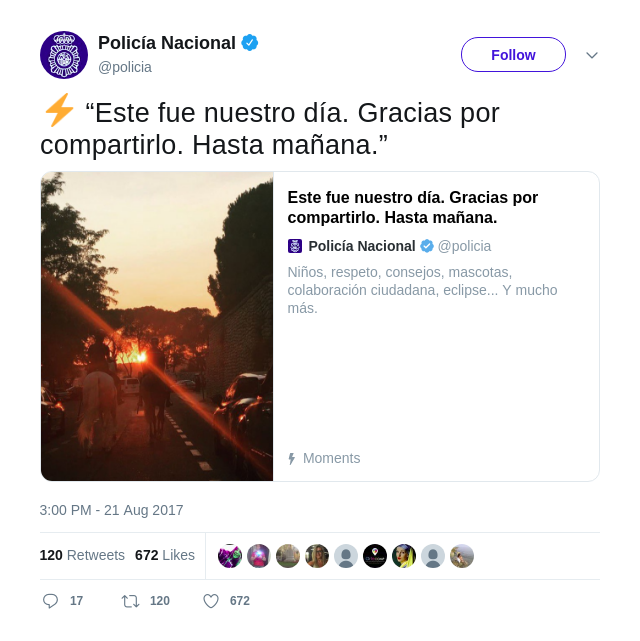 Policía Nacional
@policia
Follow
⚡ “Este fue nuestro día. Gracias por
compartirlo. Hasta mañana.”
Este fue nuestro día. Gracias por
compartirlo. Hasta mañana.
Policía Nacional @policia
Niños, respeto, consejos, mascotas,
colaboración ciudadana, eclipse... Y mucho
más.
Moments
3:00 PM - 21 Aug 2017
120 Retweets 672 Likes
17 120 672